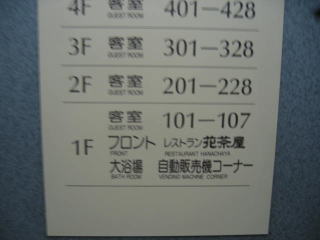 4F 客室 401-428
GUEST ROOM
3F 客室 301-328
GUEST ROOM
2F 客室 201-228
GUEST ROOM
客室 101-107
GUEST ROOM
1F フロント レストラン 花茶屋
FRONT RESTAURANT HANACHAYA
大浴場 自動販売機コーナー
BATH ROOM VENDING MACHINE CORNER